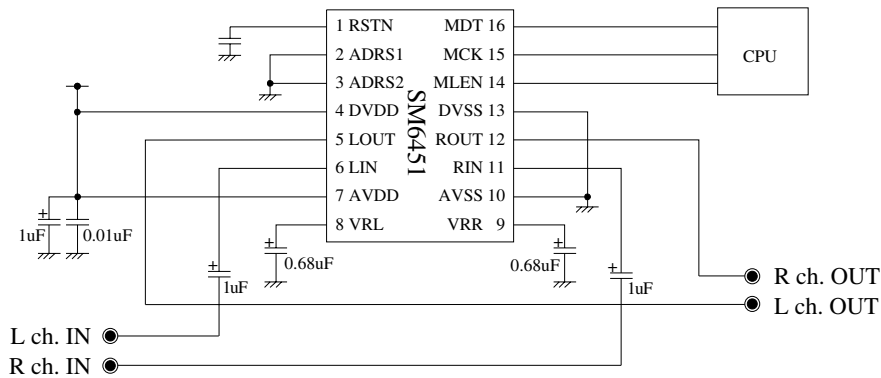 1 RSTN
2 ADRS1
3 ADRS2
4 DVDD
5 LOUT
6 LIN
7 AVDD
8 VRL
SM6451
MDT 16
MCK 15
MLEN 14
DVSS 13
ROUT 12
RIN 11
AVSS 10
VRR 9
CPU
+
1uF
0.01uF
+
0.68uF
+
1uF
+
0.68uF
+
1uF
R ch. OUT
L ch. OUT
L ch. IN
R ch. IN